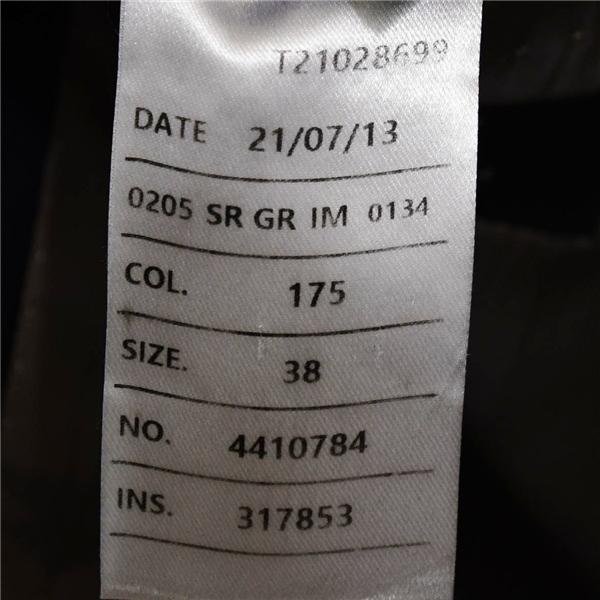 T21028699
DATE 21/07/13
0205 SR GR IM 0134
COL. 175
SIZE. 38
NO. 4410784
INS. 317853